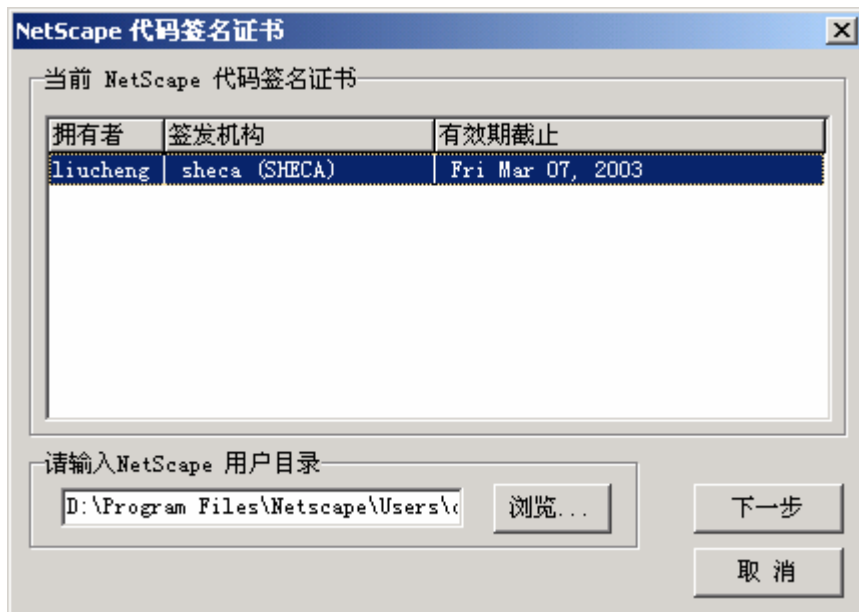 NetScape 代码签名证书
当前 NetScape 代码签名证书
拥有者 签发机构 有效期截止
liucheng sheca (SHECA) Fri Mar 07, 2003
请输入NetScape 用户目录
D:\Program Files\Netscape\Users\ 浏览... 下一步
取 消